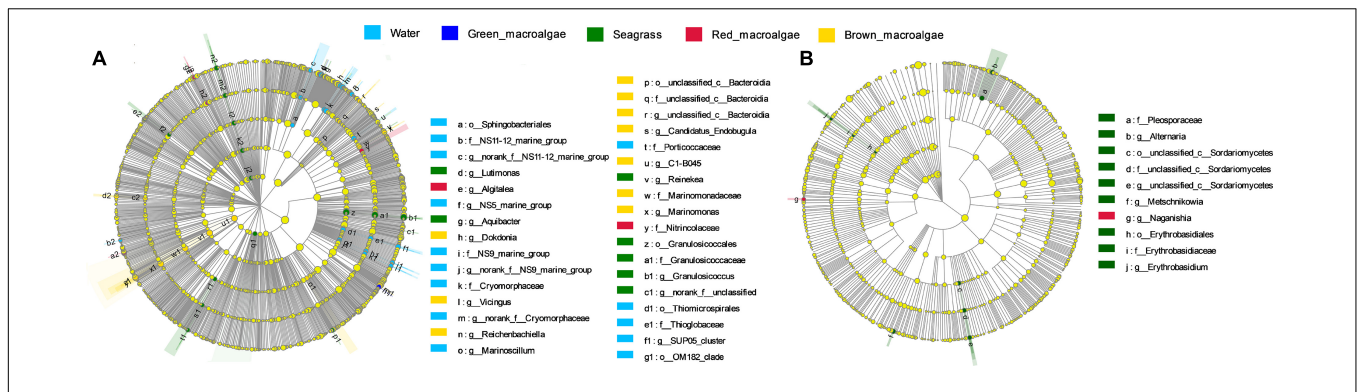 Water
Green_macroalgae
Seagrass
Red_macroalgae
Brown_macroalgae
A
a : o__Sphingobacteriales
b : f__NS11-12_marine_group
c : g__norank_f__NS11-12_marine_group
d : g__Lutimonas
e : g__Algitalea
f : g__NS5_marine_group
g : g__Aquibacter
h : g__Dokdonia
i : f__NS9_marine_group
j : g__norank_f__NS9_marine_group
k : f__Cryomorphaceae
l : g__Vicingus
m : g__norank_f__Cryomorphaceae
n : g__Reichenbachiella
o : g__Marinoscillum
p : o__unclassified_c__Bacteroidia
q : f__unclassified_c__Bacteroidia
r : g__unclassified_c__Bacteroidia
s : g__Candidatus_Endobugula
t : f__Porticoccaceae
u : g__C1-B045
v : g__Reinekea
w : f__Marinomonadaceae
x : g__Marinomonas
y : f__Nitrincolaceae
z : o__Granulosicoccales
a1 : f__Granulosicoccaceae
b1 : g__Granulosicoccus
c1 : g__norank_f__unclassified
d1 : o__Thiomicrospirales
e1 : f__Thioglobaceae
f1 : g__SUP05_cluster
g1 : o__OM182_clade
B
a : f__Pleosporaceae
b : g__Alternaria
c : o__unclassified_c__Sordariomycetes
d : f__unclassified_c__Sordariomycetes
e : g__unclassified_c__Sordariomycetes
f : g__Metschnikowia
g : g__Naganishia
h : o__Erythrobasidiales
i : f__Erythrobasidiaceae
j : g__Erythrobasidium